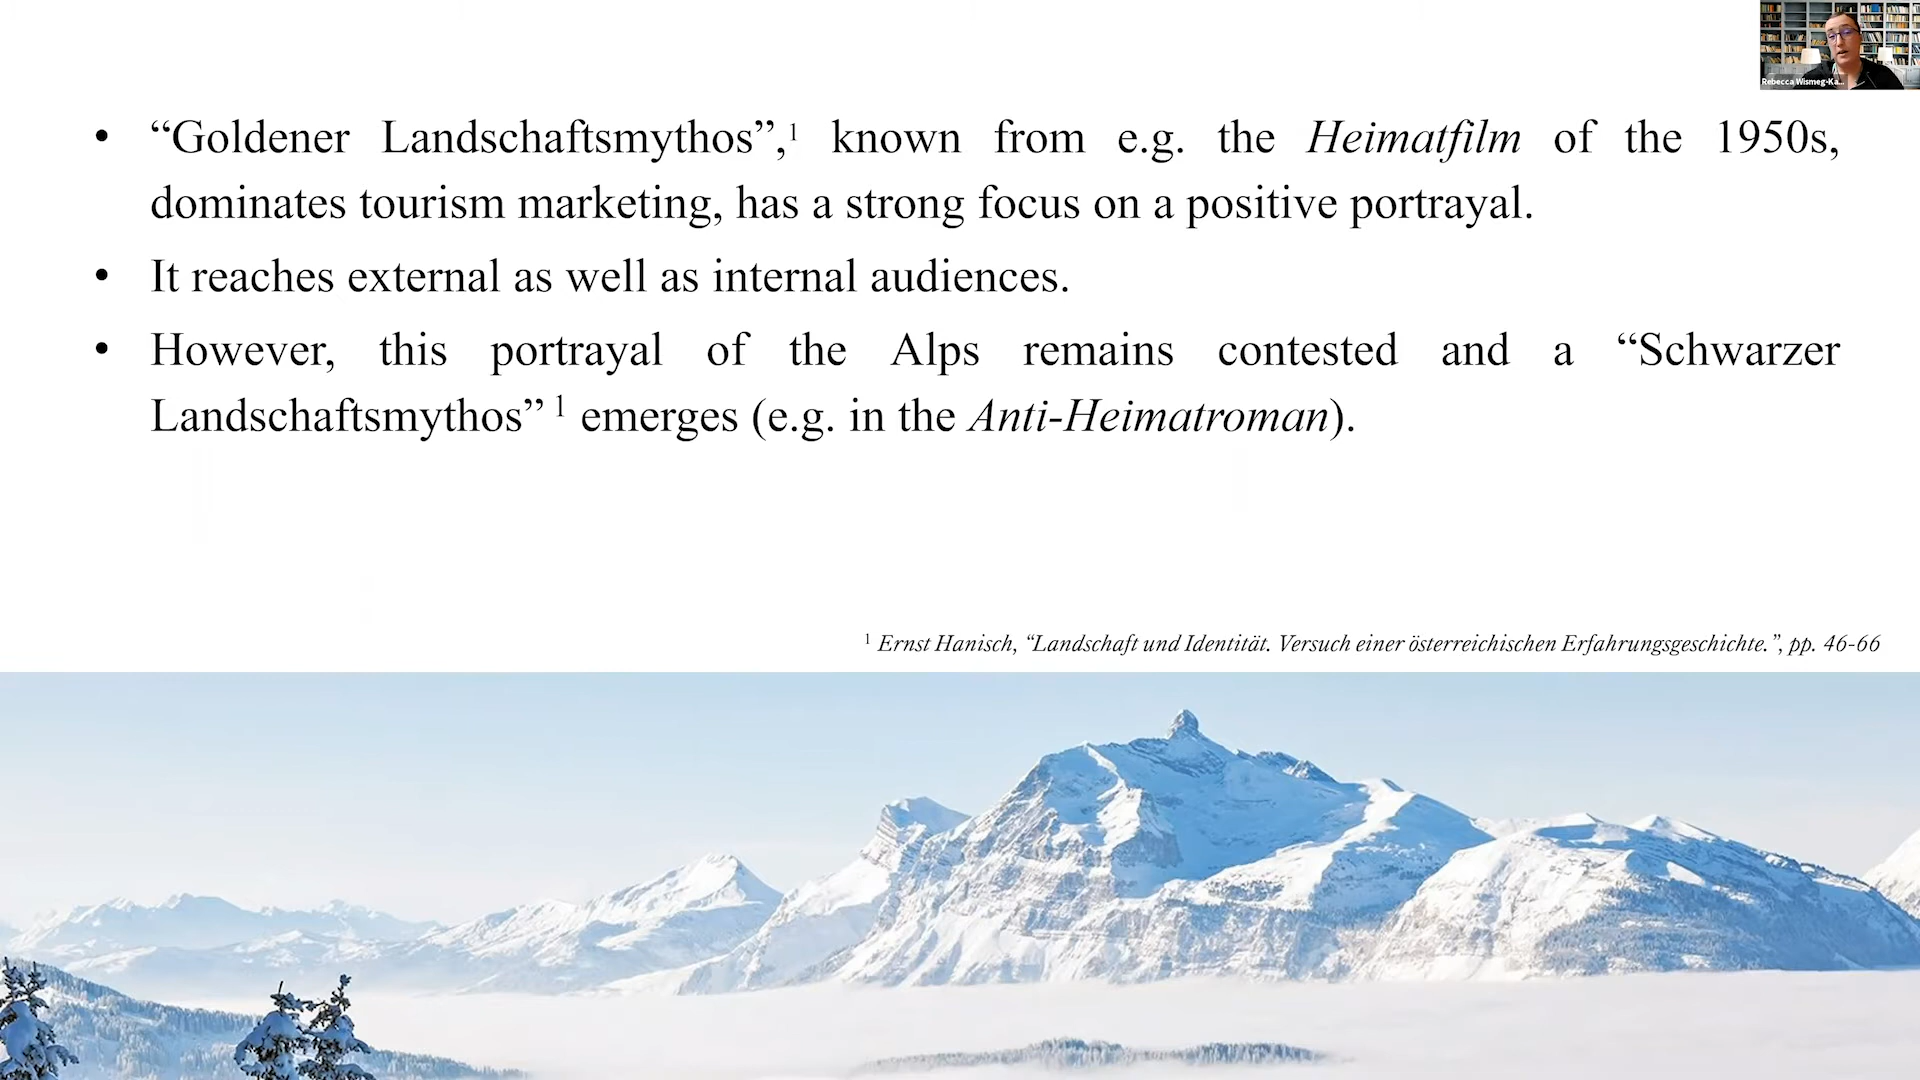 Rebecca Wismeg-Ka...
• “Goldener Landschaftsmythos”,¹ known from e.g. the Heimatfilm of the 1950s,
dominates tourism marketing, has a strong focus on a positive portrayal.
• It reaches external as well as internal audiences.
• However, this portrayal of the Alps remains contested and a “Schwarzer
Landschaftsmythos” ¹ emerges (e.g. in the Anti-Heimatroman).
¹ Ernst Hanisch, “Landschaft und Identität. Versuch einer österreichischen Erfahrungsgeschichte.”, pp. 46-66